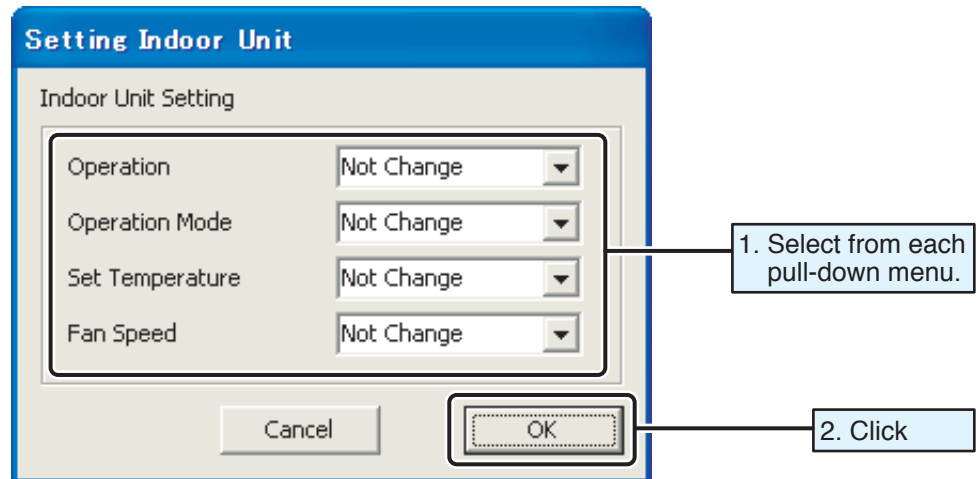 Setting Indoor Unit
Indoor Unit Setting
Operation Not Change
Operation Mode Not Change
Set Temperature Not Change
Fan Speed Not Change
1. Select from each
pull-down menu.
Cancel OK
2. Click